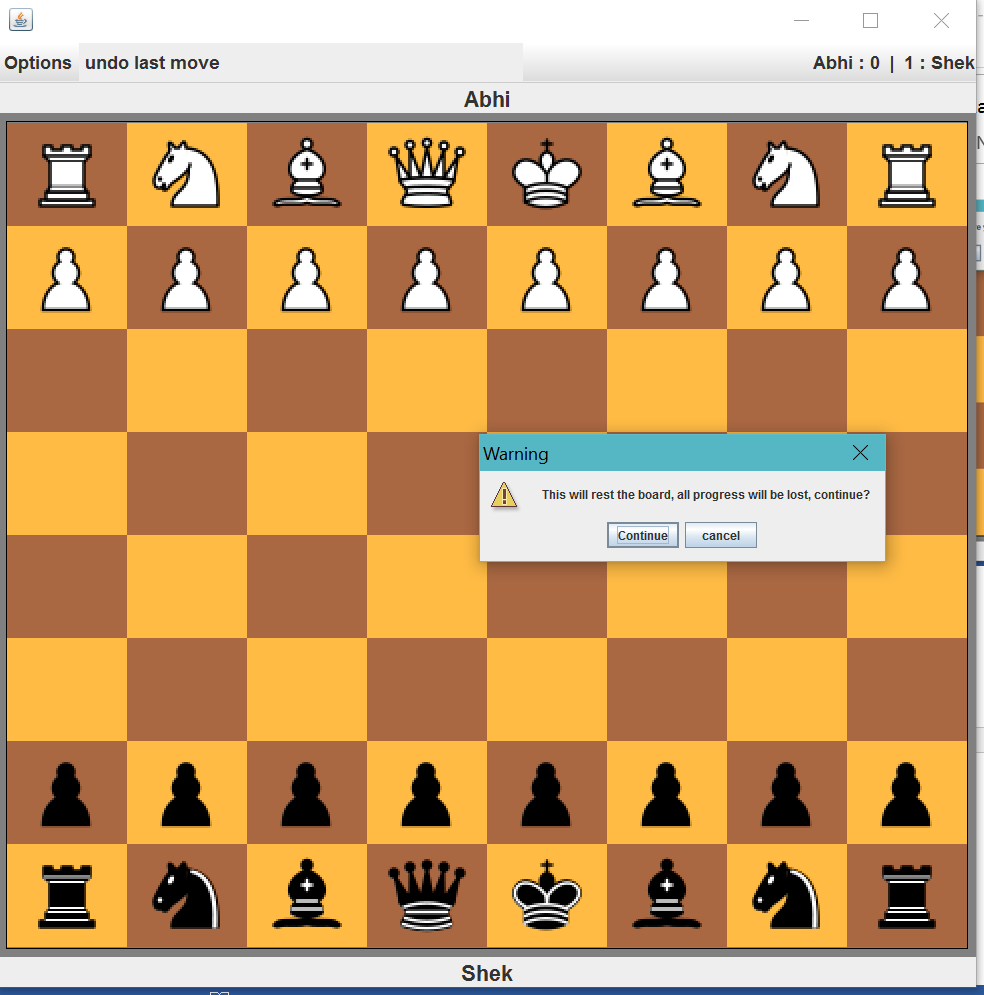 Options undo last move Abhi : 0 | 1 : Shek
Abhi
Warning
This will rest the board, all progress will be lost, continue?
Continue cancel
Shek